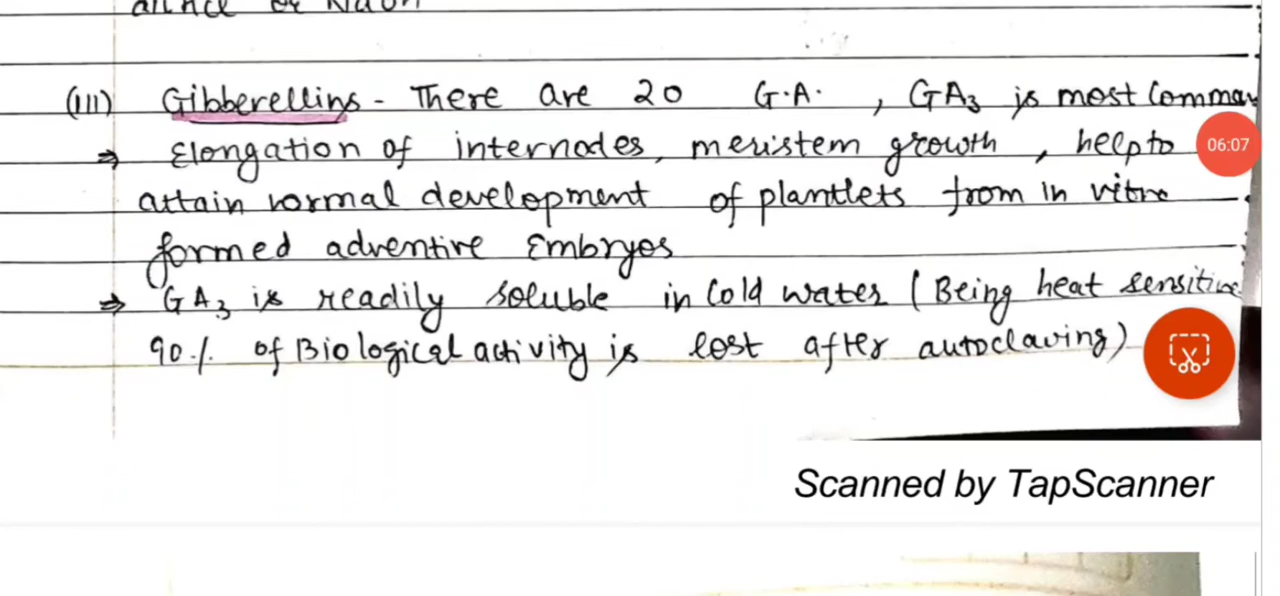 (III) Gibberellins - There are 20 G.A. , GA₃ is most Common
⇒ Elongation of internodes, meristem growth , help to
06:07
attain normal development of plantlets from in vitro
formed adventive Embryos
⇒ GA₃ is readily soluble in Cold water (Being heat sensitive
90% of Biological activity is lost after autoclaving)
Scanned by TapScanner